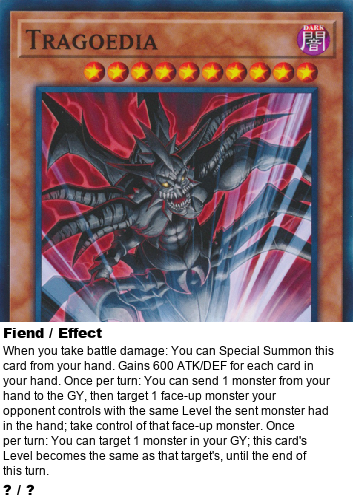 TRAGOEDIA
DARK
闇
Fiend / Effect
When you take battle damage: You can Special Summon this
card from your hand. Gains 600 ATK/DEF for each card in
your hand. Once per turn: You can send 1 monster from your
hand to the GY, then target 1 face-up monster your
opponent controls with the same Level the sent monster had
in the hand; take control of that face-up monster. Once
per turn: You can target 1 monster in your GY; this card's
Level becomes the same as that target's, until the end of
this turn.
? / ?